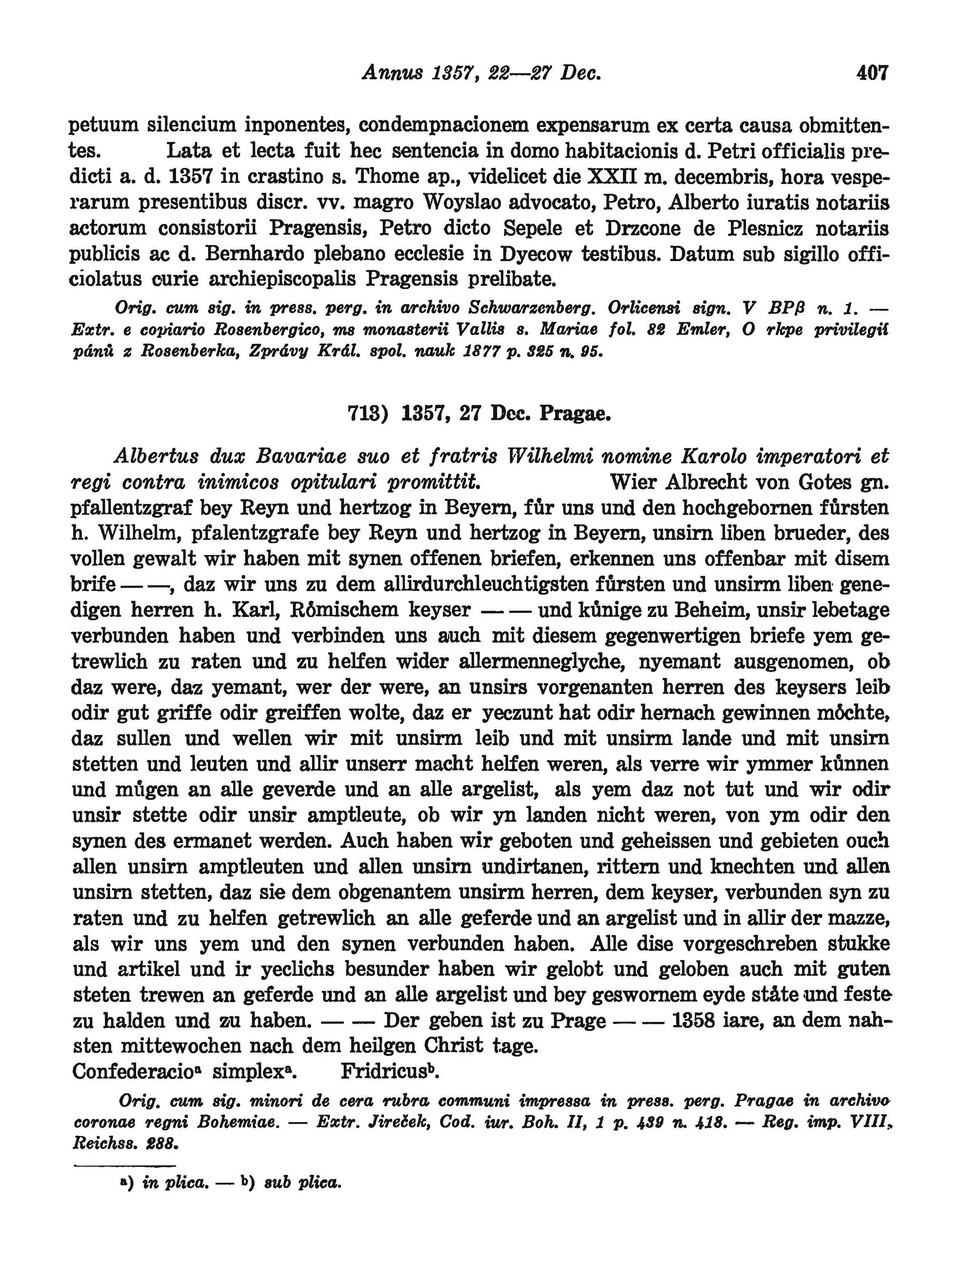 Annus 1357, 22—27 Dec. 407
petuum silencium inponentes, condempnacionem expensarum ex certa causa obmitten-
tes. Lata et lecta fuit hec sentencia in domo habitacionis d. Petri officialis pre-
dicti a. d. 1357 in crastino s. Thome ap., videlicet die XXII m. decembris, hora vespe-
rarum presentibus discr. vv. magro Woyslao advocato, Petro, Alberto iuratis notariis
actorum consistorii Pragensis, Petro dicto Sepele et Drzcone de Plesnicz notariis
publicis ac d. Bernhardo plebano ecclesie in Dyecow testibus. Datum sub sigillo offi-
ciolatus curie archiepiscopalis Pragensis prelibate.
Orig. cum sig. in press. perg. in archivo Schwarzenberg. Orlicensi sign. V BPβ n. 1. —
Extr. e copiario Rosenbergico, ms monasterii Vallis s. Mariae fol. 82 Emler, O rkpe privilegií
pánů z Rosenberka, Zprávy Král. spol. nauk 1877 p. 325 n. 95.
713) 1357, 27 Dec. Pragae.
Albertus dux Bavariae suo et fratris Wilhelmi nomine Karolo imperatori et
regi contra inimicos opitulari promittit. Wier Albrecht von Gotes gn.
pfallentzgraf bey Reyn und hertzog in Beyern, fůr uns und den hochgebornen fůrsten
h. Wilhelm, pfalentzgrafe bey Reyn und hertzog in Beyern, unsirn liben brueder, des
vollen gewalt wir haben mit synen offenen briefen, erkennen uns offenbar mit disem
brife — —, daz wir uns zu dem allirdurchleuchtigsten fůrsten und unsirm liben gene-
digen herren h. Karl, Rômischem keyser — — und kůnige zu Beheim, unsir lebetage
verbunden haben und verbinden uns auch mit diesem gegenwertigen briefe yem ge-
trewlich zu raten und zu helfen wider allermenneglyche, nyemant ausgenomen, ob
daz were, daz yemant, wer der were, an unsirs vorgenanten herren des keysers leib
odir gut griffe odir greiffen wolte, daz er yeczunt hat odir hernach gewinnen môchte,
daz sullen und wellen wir mit unsirm leib und mit unsirm lande und mit unsirn
stetten und leuten und allir unserr macht helfen weren, als verre wir ymmer kůnnen
und můgen an alle geverde und an alle argelist, als yem daz not tut und wir odir
unsir stette odir unsir amptleute, ob wir yn landen nicht weren, von ym odir den
synen des ermanet werden. Auch haben wir geboten und geheissen und gebieten ouch
allen unsirn amptleuten und allen unsirn undirtanen, rittern und knechten und allen
unsirn stetten, daz sie dem obgenantem unsirm herren, dem keyser, verbunden syn zu
raten und zu helfen getrewlich an alle geferde und an argelist und in allir der mazze,
als wir uns yem und den synen verbunden haben. Alle dise vorgeschreben stukke
und artikel und ir yeclichs besunder haben wir gelobt und geloben auch mit guten
steten trewen an geferde und an alle argelist und bey geswornem eyde ståte und feste
zu halden und zu haben. — — Der geben ist zu Prage — — 1358 iare, an dem nah-
sten mittewochen nach dem heilgen Christ tage.
Confederacioᵃ simplexᵃ. Fridricusᵇ.
Orig. cum sig. minori de cera rubra communi impressa in press. perg. Pragae in archivo
coronae regni Bohemiae. — Extr. Jireček, Cod. iur. Boh. II, 1 p. 439 n. 418. — Reg. imp. VIII,
Reichss. 288.
ᵃ) in plica. — ᵇ) sub plica.